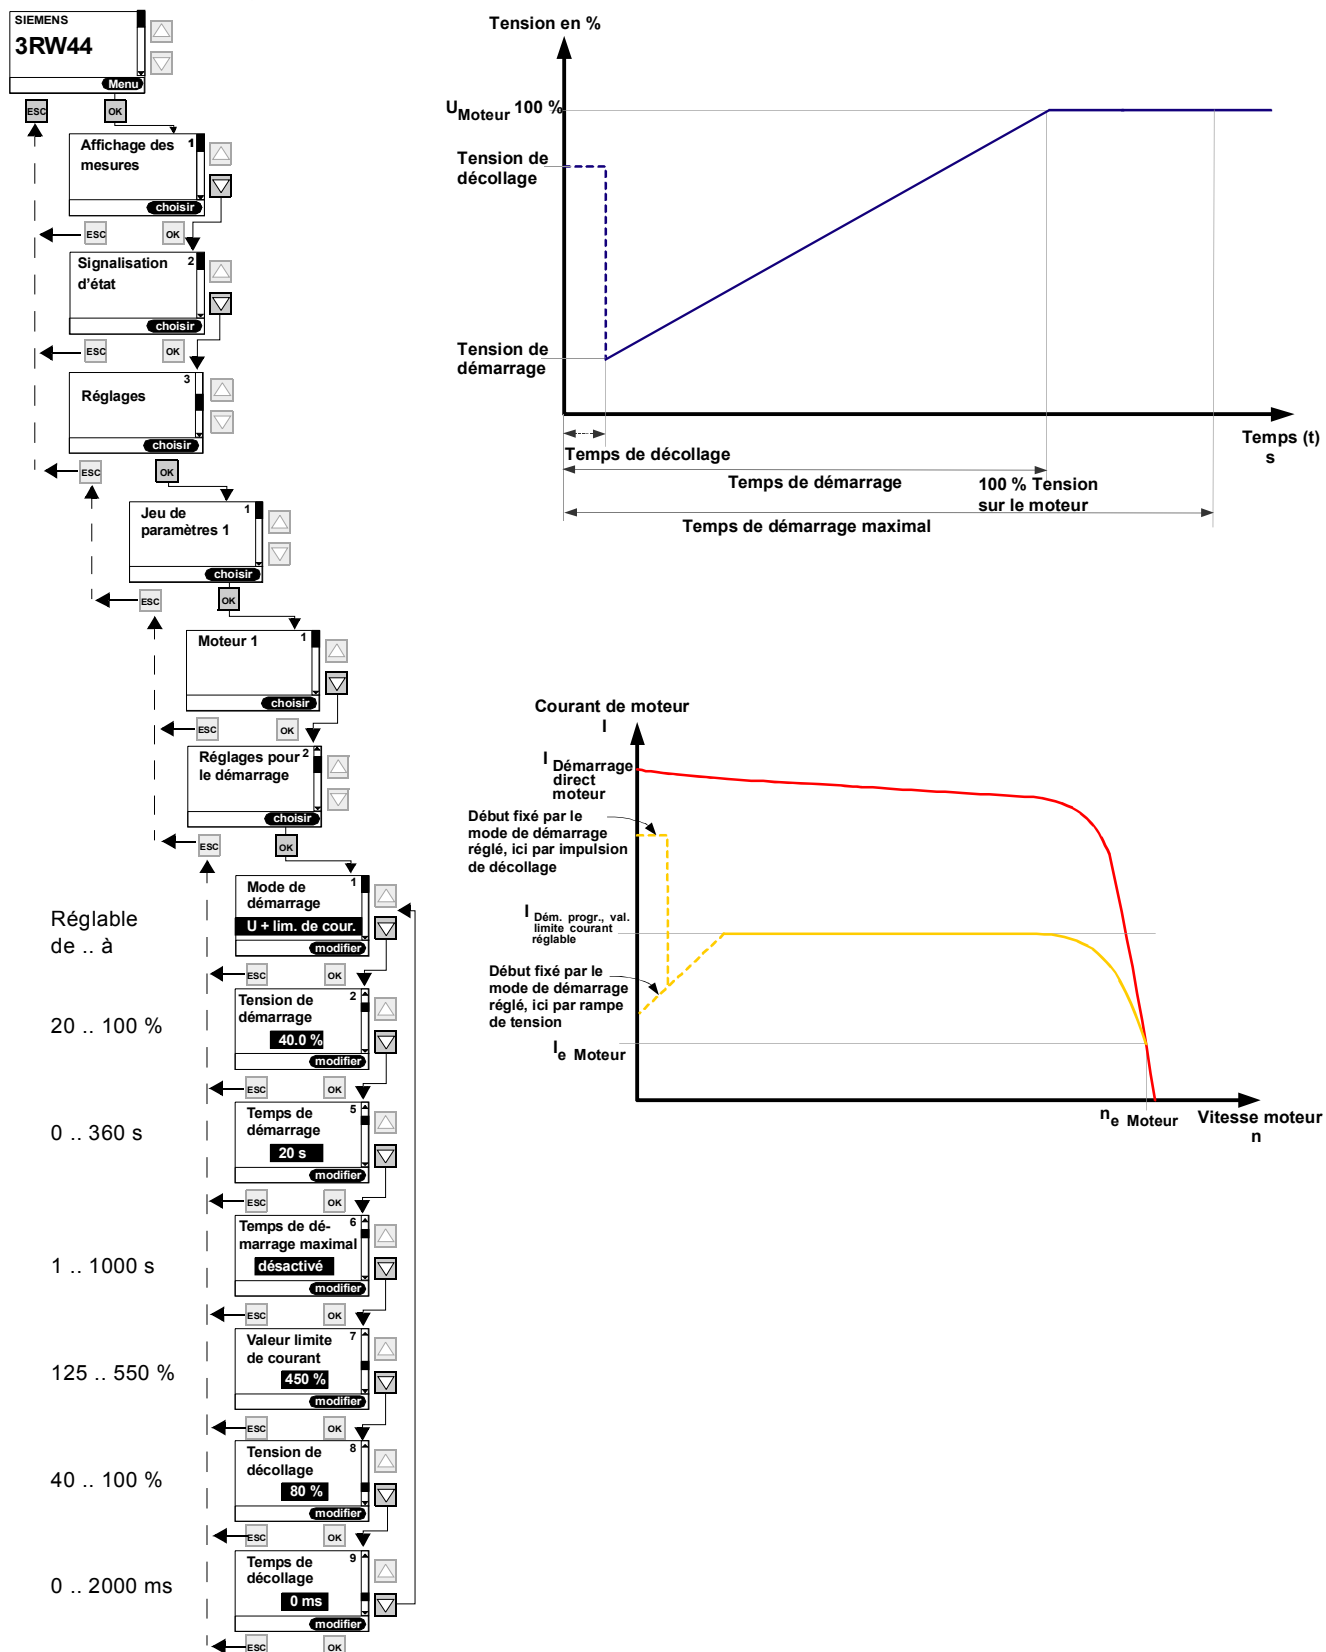 SIEMENS
3RW44
Menu
ESC
OK
Affichage des
mesures
1
choisir
ESC
OK
Signalisation
d'état
2
choisir
ESC
OK
Réglages
3
choisir
ESC
OK
Jeu de
paramètres 1
1
choisir
ESC
OK
Moteur 1
1
choisir
ESC
OK
Réglages pour
le démarrage
2
choisir
ESC
OK
Réglable
de .. à
Mode de
démarrage
1
U + lim. de cour.
modifier
ESC
OK
20 .. 100 %
Tension de
démarrage
2
40.0 %
modifier
ESC
OK
0 .. 360 s
Temps de
démarrage
5
20 s
modifier
ESC
OK
1 .. 1000 s
Temps de dé-
marrage maximal
6
désactivé
modifier
ESC
OK
125 .. 550 %
Valeur limite
de courant
7
450 %
modifier
ESC
OK
40 .. 100 %
Tension de
décollage
8
80 %
modifier
ESC
OK
0 .. 2000 ms
Temps de
décollage
9
0 ms
modifier
ESC
OK
Tension en %
UMoteur 100 %
Tension de
décollage
Tension de
démarrage
Temps (t)
s
Temps de décollage
Temps de démarrage
100 % Tension
sur le moteur
Temps de démarrage maximal
Courant de moteur
I
I Démarrage
direct
moteur
Début fixé par le
mode de démarrage
réglé, ici par impulsion
de décollage
I Dém. progr., val.
limite courant
réglable
Début fixé par le
mode de démarrage
réglé, ici par rampe
de tension
Ie Moteur
ne Moteur
Vitesse moteur
n